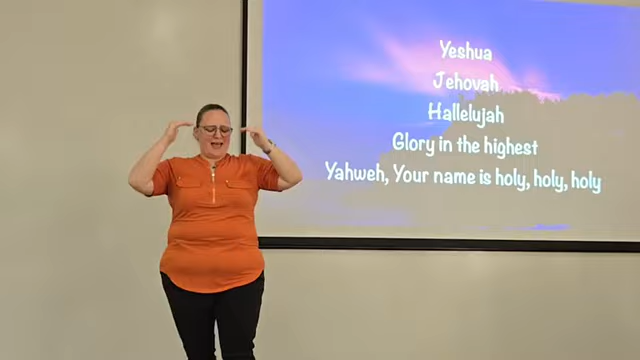 Yeshua
Jehovah
Hallelujah
Glory in the highest
Yahweh, Your name is holy, holy, holy